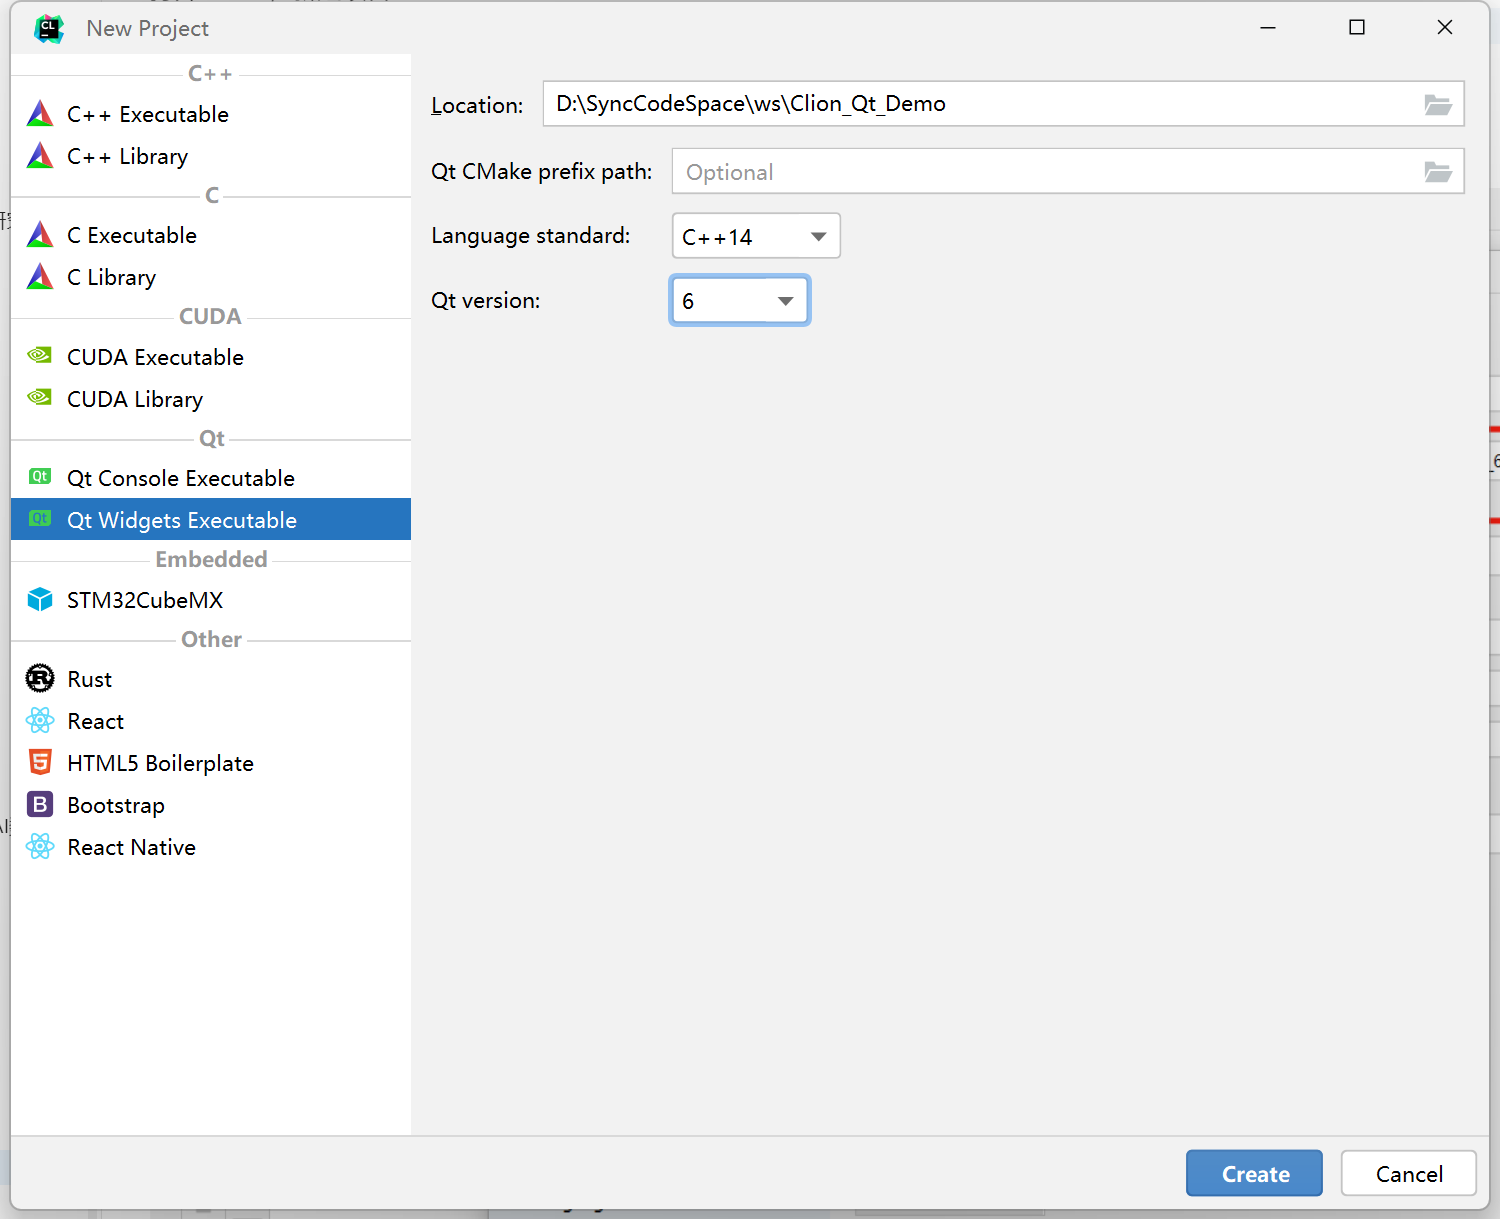 New Project
C++
C++ Executable
C++ Library
C
C Executable
C Library
CUDA
CUDA Executable
CUDA Library
Qt
Qt Console Executable
Qt Widgets Executable
Embedded
STM32CubeMX
Other
Rust
React
HTML5 Boilerplate
Bootstrap
React Native
Location: D:\SyncCodeSpace\ws\Clion_Qt_Demo
Qt CMake prefix path: Optional
Language standard: C++14
Qt version: 6
Create Cancel